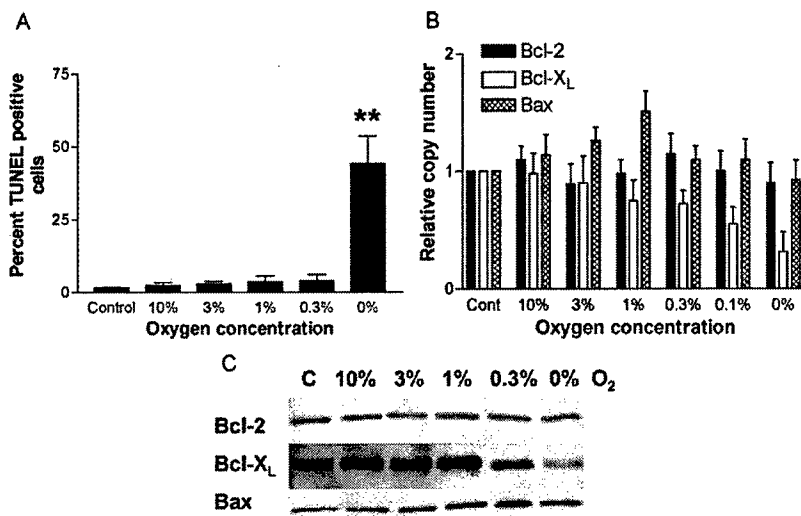 A
Percent TUNEL positive
cells
75
50
25
0
**
Control 10% 3% 1% 0.3% 0%
Oxygen concentration
B
Relative copy number
2
1
0
Bcl-2
Bcl-XL
Bax
Cont 10% 3% 1% 0.3% 0.1% 0%
Oxygen concentration
C
C 10% 3% 1% 0.3% 0% O2
Bcl-2
Bcl-XL
Bax